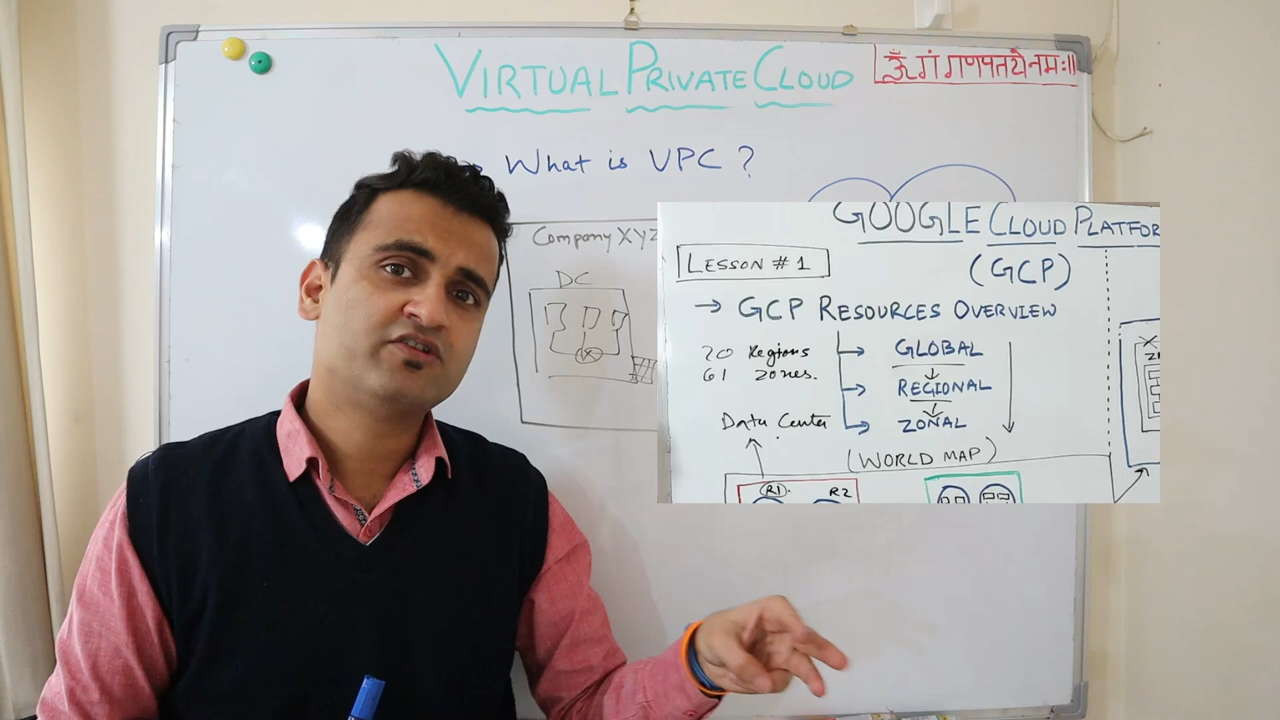 VIRTUAL PRIVATE CLOUD
ॐ गं गणपतये नमः॥
What is VPC ?
Company XYZ
DC
GOOGLE CLOUD PLATFOR
(GCP)
LESSON # 1
→ GCP RESOURCES OVERVIEW
20 Regions
61 Zones.
GLOBAL
REGIONAL
ZONAL
Data Center
(WORLD MAP)
R1
R2